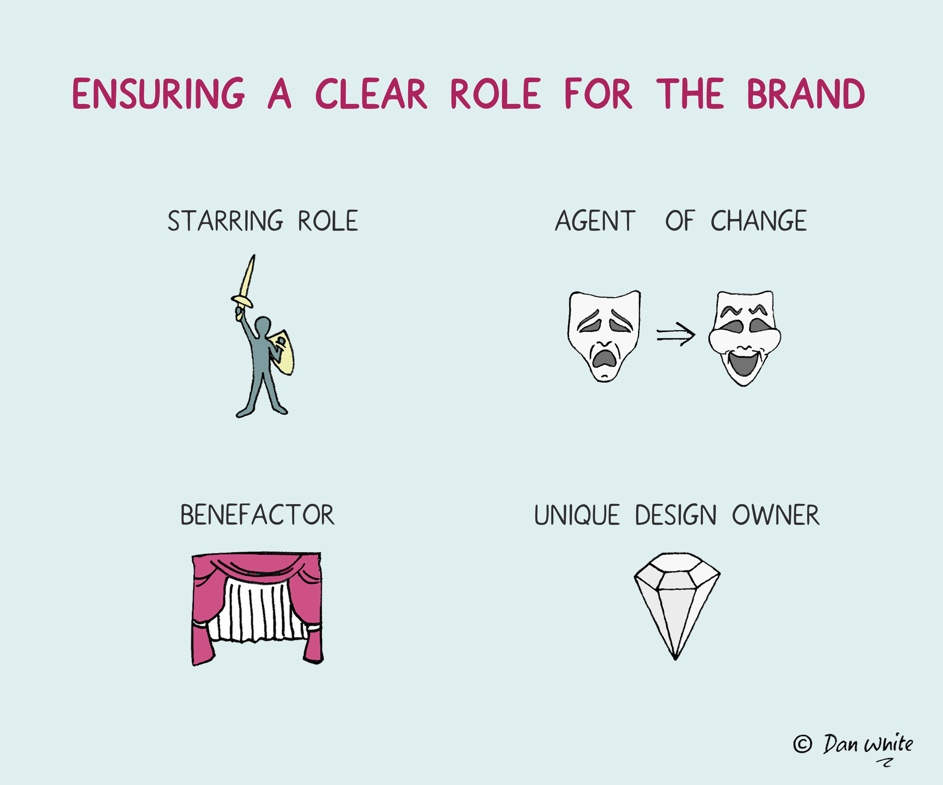 ENSURING A CLEAR ROLE FOR THE BRAND
STARRING ROLE
AGENT OF CHANGE
BENEFACTOR
UNIQUE DESIGN OWNER
© Dan White